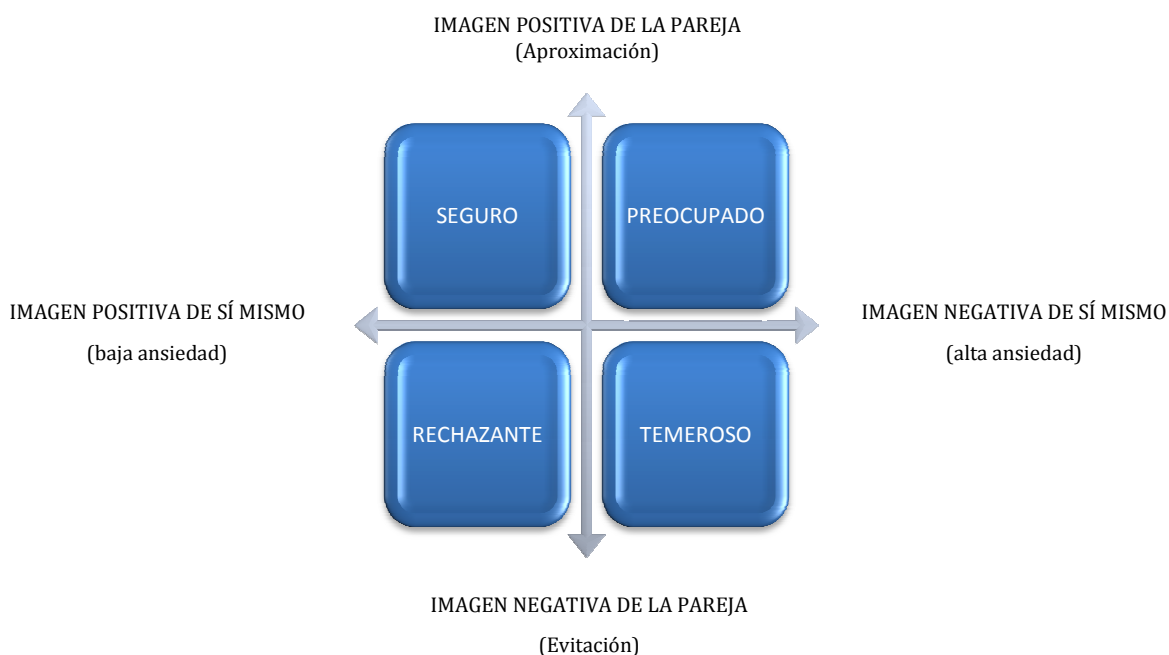 IMAGEN POSITIVA DE LA PAREJA
(Aproximación)
SEGURO
PREOCUPADO
IMAGEN POSITIVA DE SÍ MISMO
(baja ansiedad)
IMAGEN NEGATIVA DE SÍ MISMO
(alta ansiedad)
RECHAZANTE
TEMEROSO
IMAGEN NEGATIVA DE LA PAREJA
(Evitación)